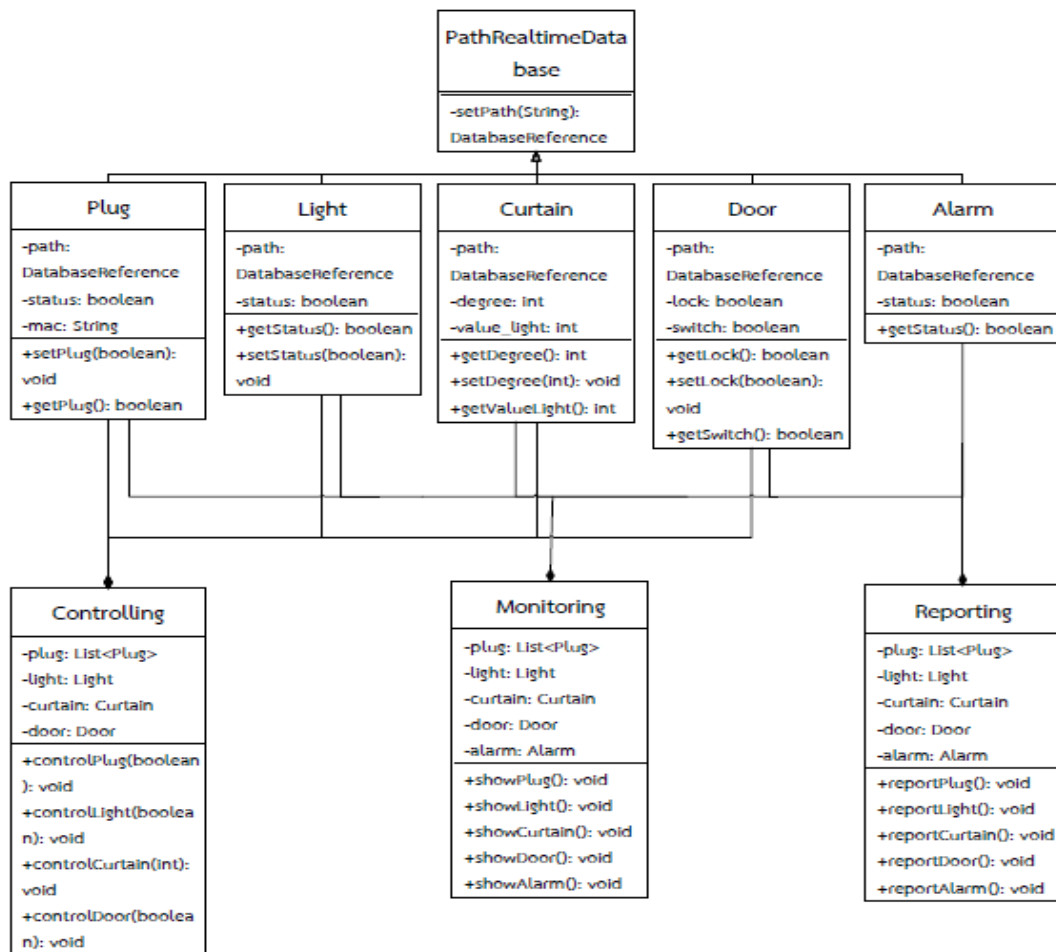 PathRealtimeData
base
-setPath(String):
DatabaseReference
Plug
-path:
DatabaseReference
-status: boolean
-mac: String
+setPlug(boolean):
void
+getPlug(): boolean
Light
-path:
DatabaseReference
-status: boolean
+getStatus(): boolean
+setStatus(boolean):
void
Curtain
-path:
DatabaseReference
-degree: int
-value_light: int
+getDegree(): int
+setDegree(int): void
+getValueLight(): int
Door
-path:
DatabaseReference
-lock: boolean
-switch: boolean
+getLock(): boolean
+setLock(boolean):
void
+getSwitch(): boolean
Alarm
-path:
DatabaseReference
-status: boolean
+getStatus(): boolean
Controlling
-plug: List<Plug>
-light: Light
-curtain: Curtain
-door: Door
+controlPlug(boolean
): void
+controlLight(boolea
n): void
+controlCurtain(int):
void
+controlDoor(boolea
n): void
Monitoring
-plug: List<Plug>
-light: Light
-curtain: Curtain
-door: Door
-alarm: Alarm
+showPlug(): void
+showLight(): void
+showCurtain(): void
+showDoor(): void
+showAlarm(): void
Reporting
-plug: List<Plug>
-light: Light
-curtain: Curtain
-door: Door
-alarm: Alarm
+reportPlug(): void
+reportLight(): void
+reportCurtain(): void
+reportDoor(): void
+reportAlarm(): void